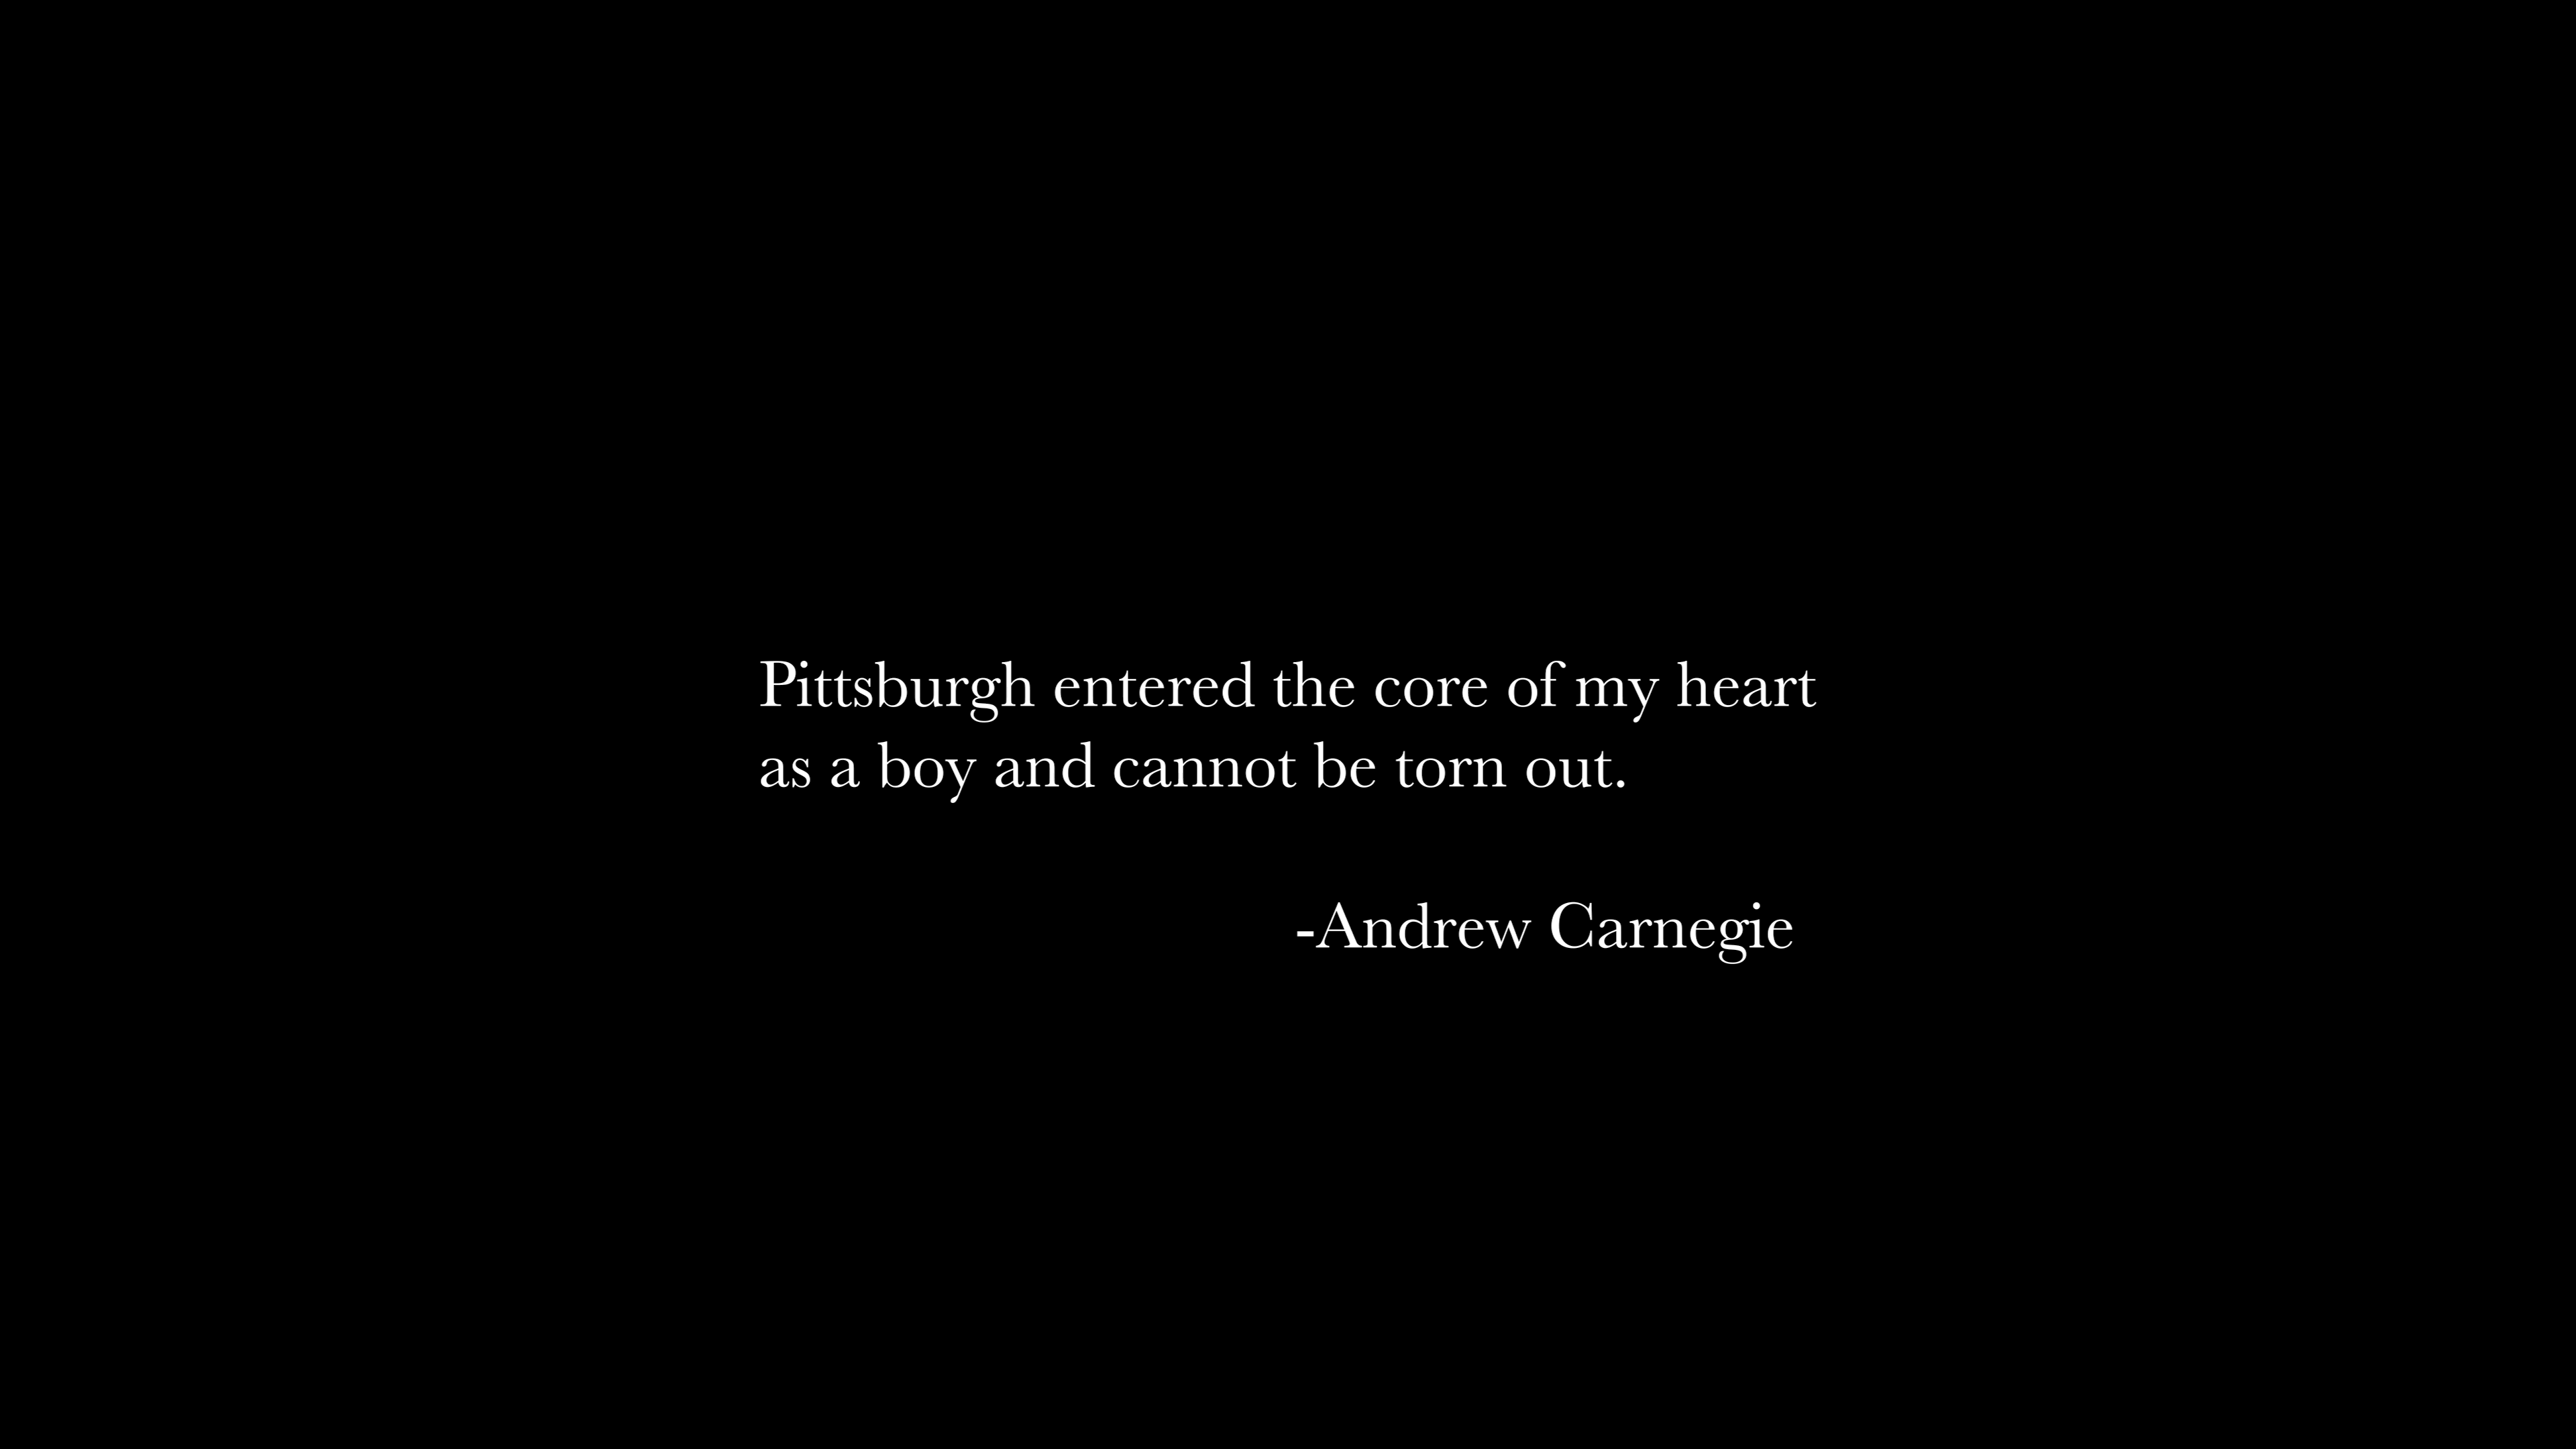 Pittsburgh entered the core of my heart
as a boy and cannot be torn out.
-Andrew Carnegie